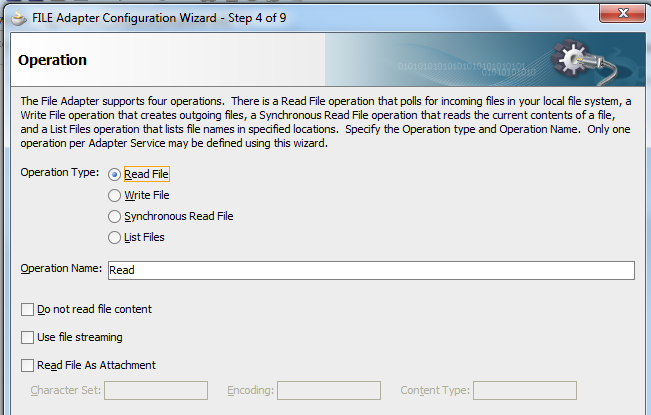 FILE Adapter Configuration Wizard - Step 4 of 9
Operation
0101010101010101010101010101
01010101010
The File Adapter supports four operations. There is a Read File operation that polls for incoming files in your local file system, a
Write File operation that creates outgoing files, a Synchronous Read File operation that reads the current contents of a file,
and a List Files operation that lists file names in specified locations. Specify the Operation type and Operation Name. Only one
operation per Adapter Service may be defined using this wizard.
Operation Type: Read File
Write File
Synchronous Read File
List Files
Operation Name: Read
Do not read file content
Use file streaming
Read File As Attachment
Character Set: Encoding: Content Type: